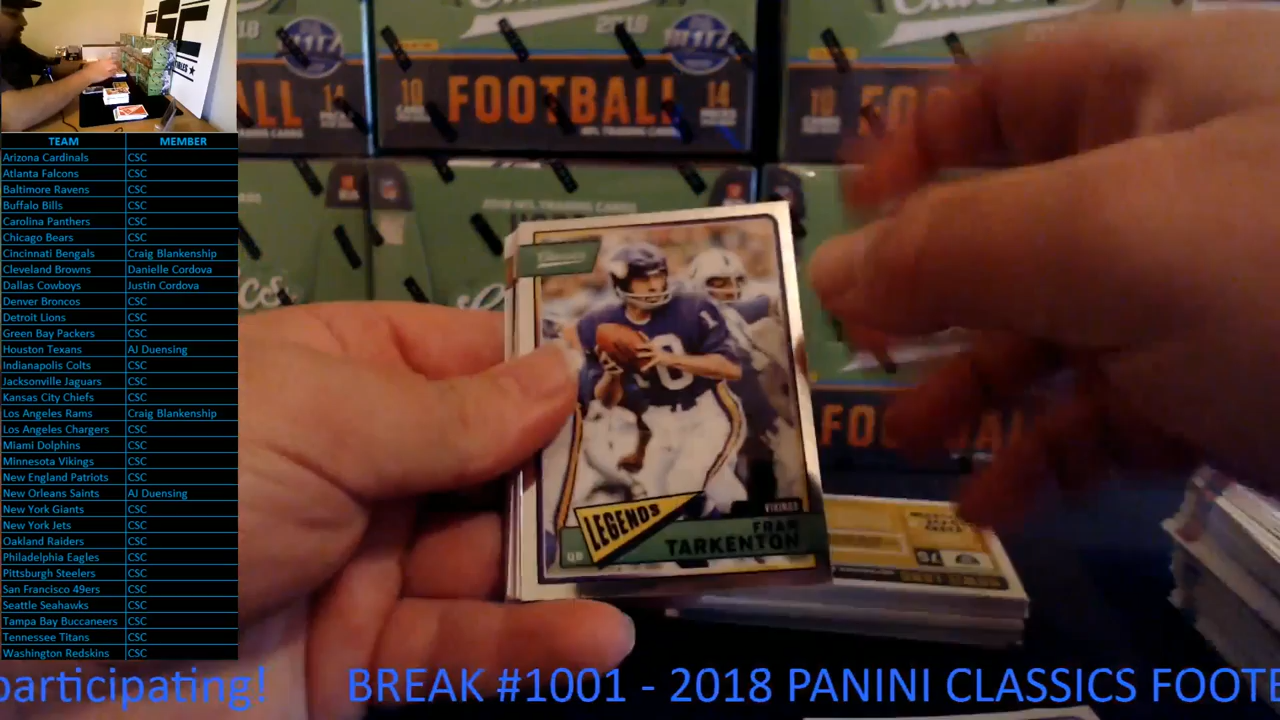 TEAM MEMBER
Arizona Cardinals CSC
Atlanta Falcons CSC
Baltimore Ravens CSC
Buffalo Bills CSC
Carolina Panthers CSC
Chicago Bears CSC
Cincinnati Bengals Craig Blankenship
Cleveland Browns Danielle Cordova
Dallas Cowboys Justin Cordova
Denver Broncos CSC
Detroit Lions CSC
Green Bay Packers CSC
Houston Texans AJ Duensing
Indianapolis Colts CSC
Jacksonville Jaguars CSC
Kansas City Chiefs CSC
Los Angeles Rams Craig Blankenship
Los Angeles Chargers CSC
Miami Dolphins CSC
Minnesota Vikings CSC
New England Patriots CSC
New Orleans Saints AJ Duensing
New York Giants CSC
New York Jets CSC
Oakland Raiders CSC
Philadelphia Eagles CSC
Pittsburgh Steelers CSC
San Francisco 49ers CSC
Seattle Seahawks CSC
Tampa Bay Buccaneers CSC
Tennessee Titans CSC
Washington Redskins CSC
2018
10 FOOTBALL 14
Classics
VIKINGS
LEGENDS
FRAN
QB TARKENTON
participating! BREAK #1001 - 2018 PANINI CLASSICS FOOTB